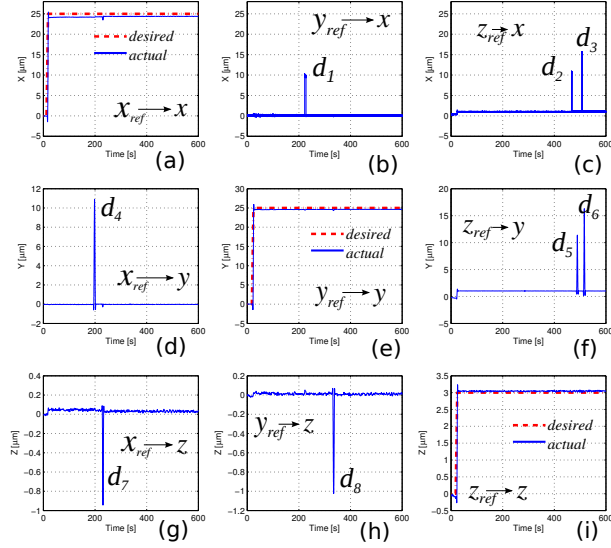 X [μm]
30
25
20
15
10
5
0
−5
0
200
400
600
Time [s]
desired
actual
x_ref → x
(a)
X [μm]
30
25
20
15
10
5
0
−5
0
200
400
600
Time [s]
y_ref → x
d_1
(b)
X [μm]
30
25
20
15
10
5
0
−5
0
200
400
600
Time [s]
z_ref → x
d_2
d_3
(c)
Y [μm]
12
10
8
6
4
2
0
−2
0
200
400
600
Time [s]
d_4
x_ref → y
(d)
Y [μm]
30
25
20
15
10
5
0
−5
0
200
400
600
Time [s]
desired
actual
y_ref → y
(e)
Y [μm]
20
15
10
5
0
−5
0
200
400
600
Time [s]
z_ref → y
d_5
d_6
(f)
Z [μm]
0.4
0.2
0
−0.2
−0.4
−0.6
−0.8
−1
0
200
400
600
Time [s]
x_ref → z
d_7
(g)
Z [μm]
0.2
0
−0.2
−0.4
−0.6
−0.8
−1
−1.2
0
200
400
600
Time [s]
y_ref → z
d_8
(h)
Z [μm]
3.5
3
2.5
2
1.5
1
0.5
0
−0.5
0
200
400
600
Time [s]
desired
actual
z_ref → z
(i)